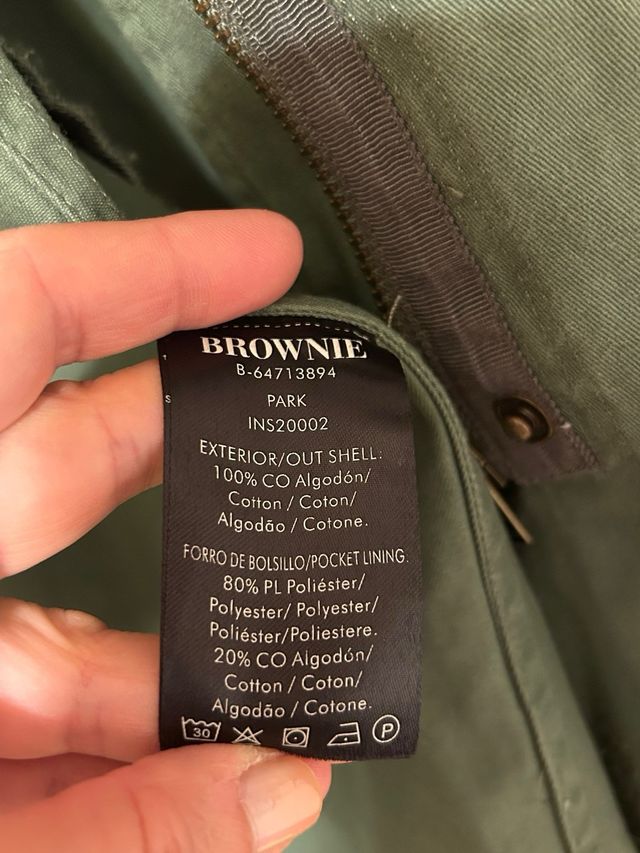 BROWNIE
B-64713894
PARK
INS20002
EXTERIOR/OUT SHELL:
100% CO Algodón/
Cotton / Coton/
Algodão / Cotone.
FORRO DE BOLSILLO/POCKET LINING:
80% PL Poliéster/
Polyester/ Polyester/
Poliéster/Poliestere.
20% CO Algodón/
Cotton / Coton/
Algodão / Cotone.
30 P